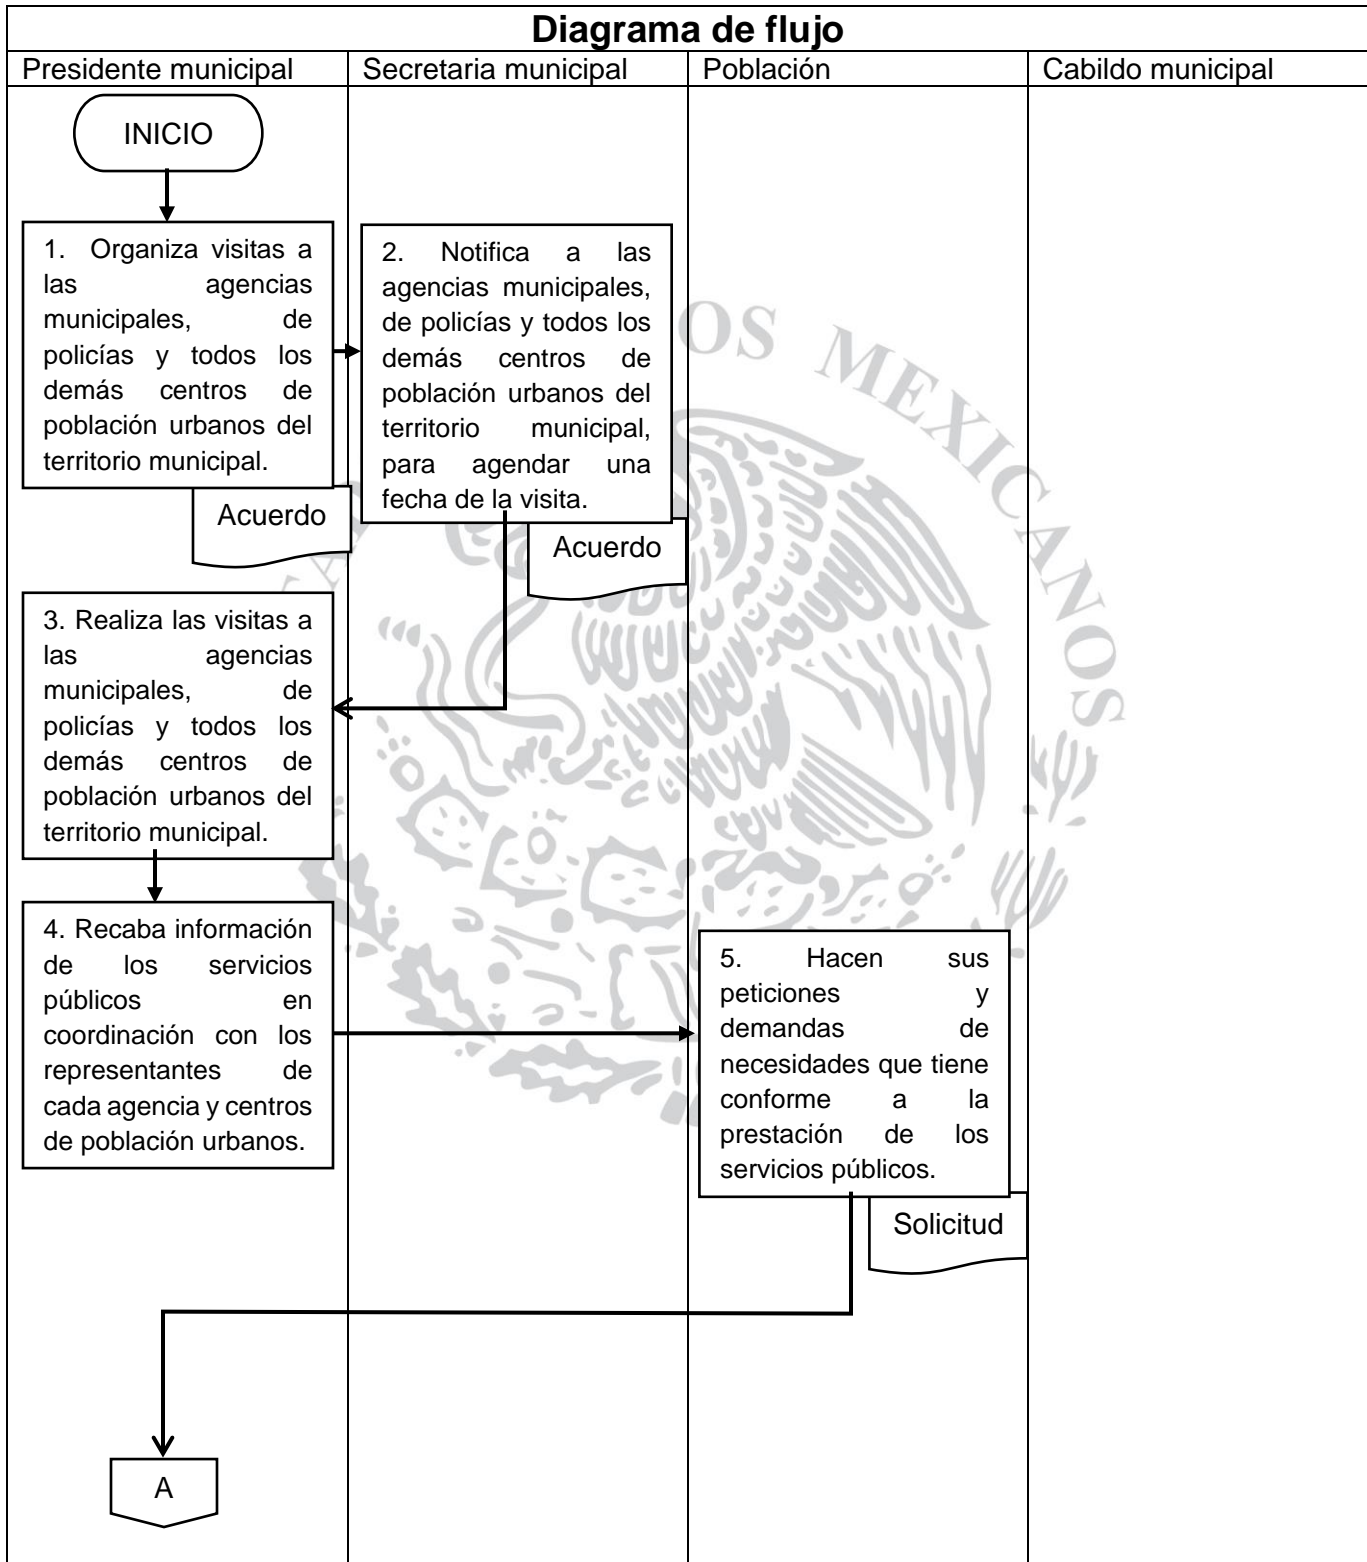 Diagrama de flujo
Presidente municipal
Secretaria municipal
Población
Cabildo municipal
INICIO
1. Organiza visitas a
las agencias
municipales, de
policías y todos los
demás centros de
población urbanos del
territorio municipal.
Acuerdo
2. Notifica a las
agencias municipales,
de policías y todos los
demás centros de
población urbanos del
territorio municipal,
para agendar una
fecha de la visita.
Acuerdo
3. Realiza las visitas a
las agencias
municipales, de
policías y todos los
demás centros de
población urbanos del
territorio municipal.
4. Recaba información
de los servicios
públicos en
coordinación con los
representantes de
cada agencia y centros
de población urbanos.
5. Hacen sus
peticiones y
demandas de
necesidades que tiene
conforme a la
prestación de los
servicios públicos.
Solicitud
A
OS MEXICANOS